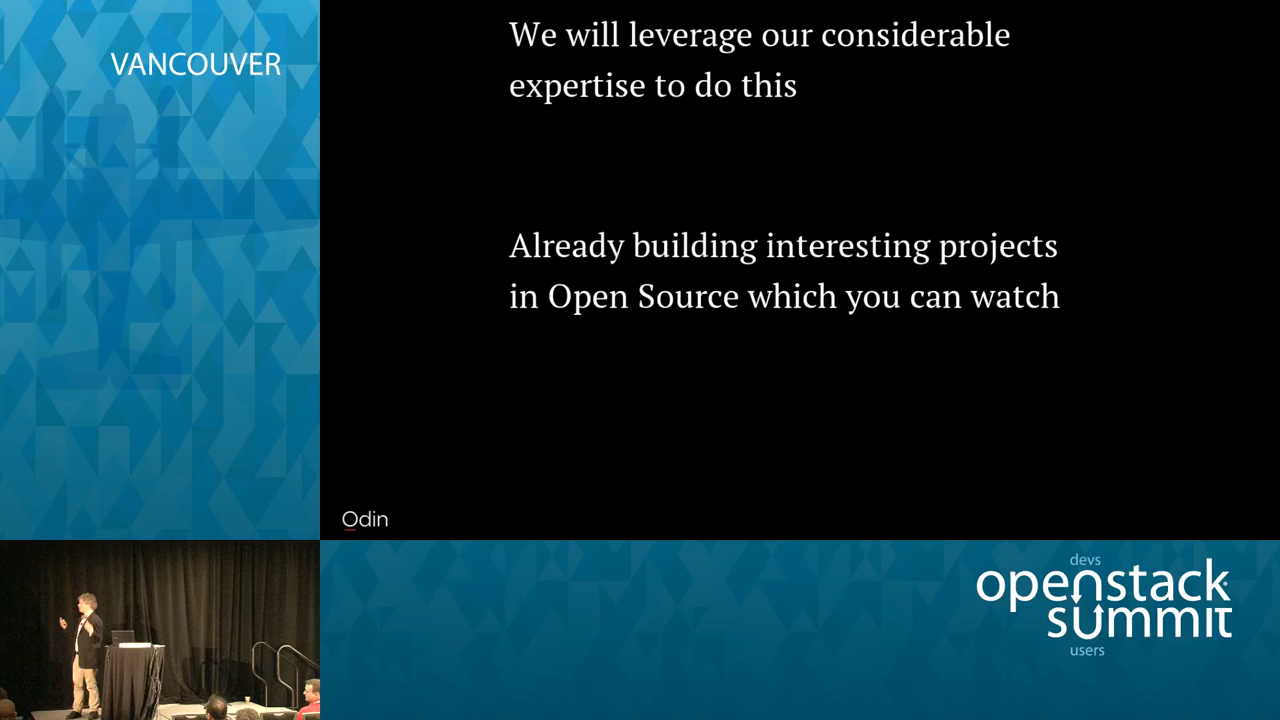 VANCOUVER
We will leverage our considerable
expertise to do this
Already building interesting projects
in Open Source which you can watch
Odin
devs
openstack
summit
users